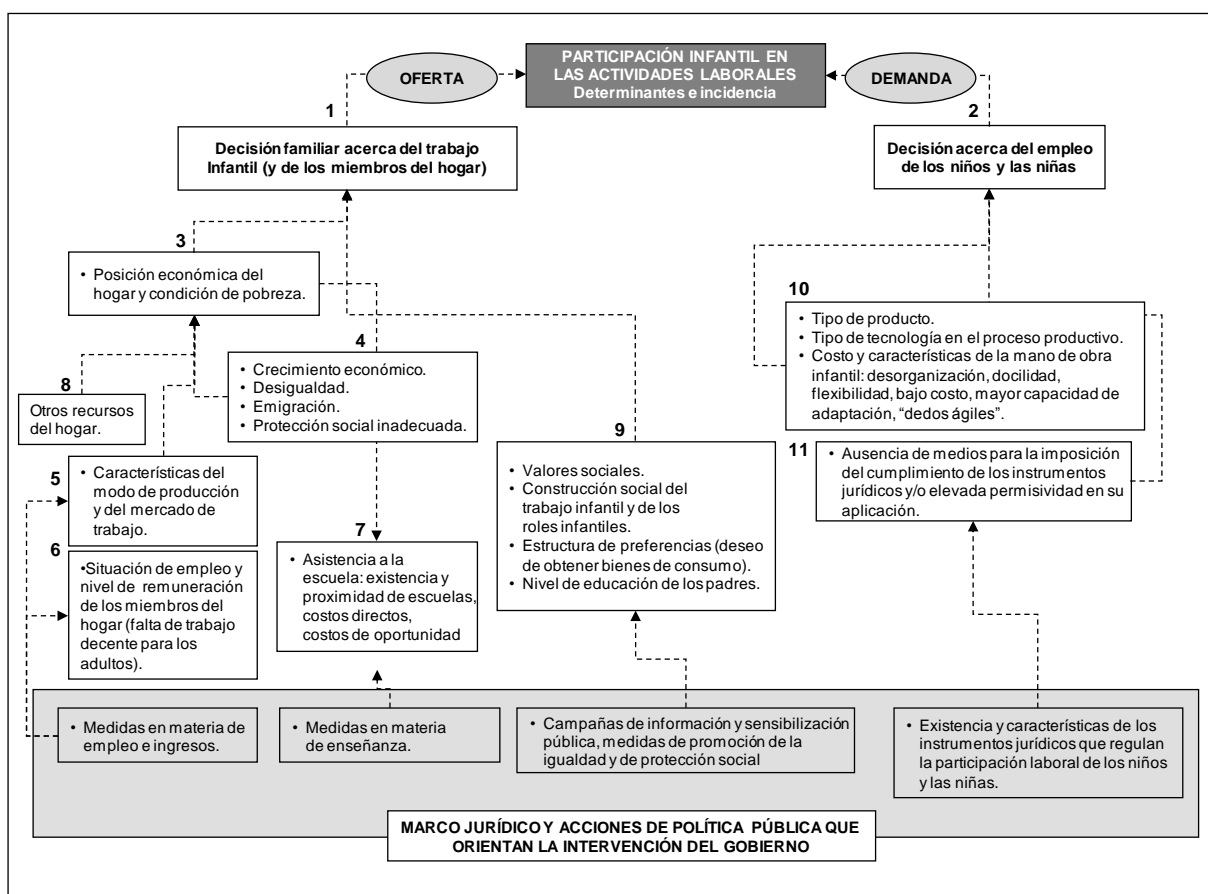 PARTICIPACIÓN INFANTIL EN
LAS ACTIVIDADES LABORALES
Determinantes e incidencia
OFERTA
DEMANDA
1
Decisión familiar acerca del trabajo
Infantil (y de los miembros del hogar)
2
Decisión acerca del empleo
de los niños y las niñas
3
• Posición económica del
hogar y condición de pobreza.
4
• Crecimiento económico.
• Desigualdad.
• Emigración.
• Protección social inadecuada.
8
Otros recursos
del hogar.
5
• Características del
modo de producción
y del mercado de
trabajo.
6
•Situación de empleo y
nivel de remuneración
de los miembros del
hogar (falta de trabajo
decente para los
adultos).
7
• Asistencia a la
escuela: existencia y
proximidad de escuelas,
costos directos,
costos de oportunidad
9
• Valores sociales.
• Construcción social del
trabajo infantil y de los
roles infantiles.
• Estructura de preferencias (deseo
de obtener bienes de consumo).
• Nivel de educación de los padres.
10
• Tipo de producto.
• Tipo de tecnología en el proceso productivo.
• Costo y características de la mano de obra
infantil: desorganización, docilidad,
flexibilidad, bajo costo, mayor capacidad de
adaptación, “dedos ágiles”.
11
• Ausencia de medios para la imposición
del cumplimiento de los instrumentos
jurídicos y/o elevada permisividad en su
aplicación.
• Medidas en materia de
empleo e ingresos.
• Medidas en materia
de enseñanza.
• Campañas de información y sensibilización
pública, medidas de promoción de la
igualdad y de protección social
• Existencia y características de los
instrumentos jurídicos que regulan
la participación laboral de los niños
y las niñas.
MARCO JURÍDICO Y ACCIONES DE POLÍTICA PÚBLICA QUE
ORIENTAN LA INTERVENCIÓN DEL GOBIERNO